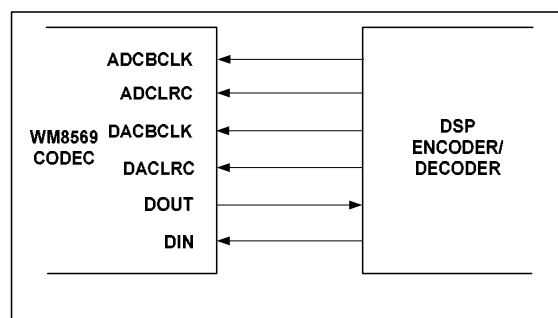 ADCBCLK
ADCLRC
DACBCLK
WM8569
CODEC
DACLRC
DOUT
DIN
DSP
ENCODER/
DECODER